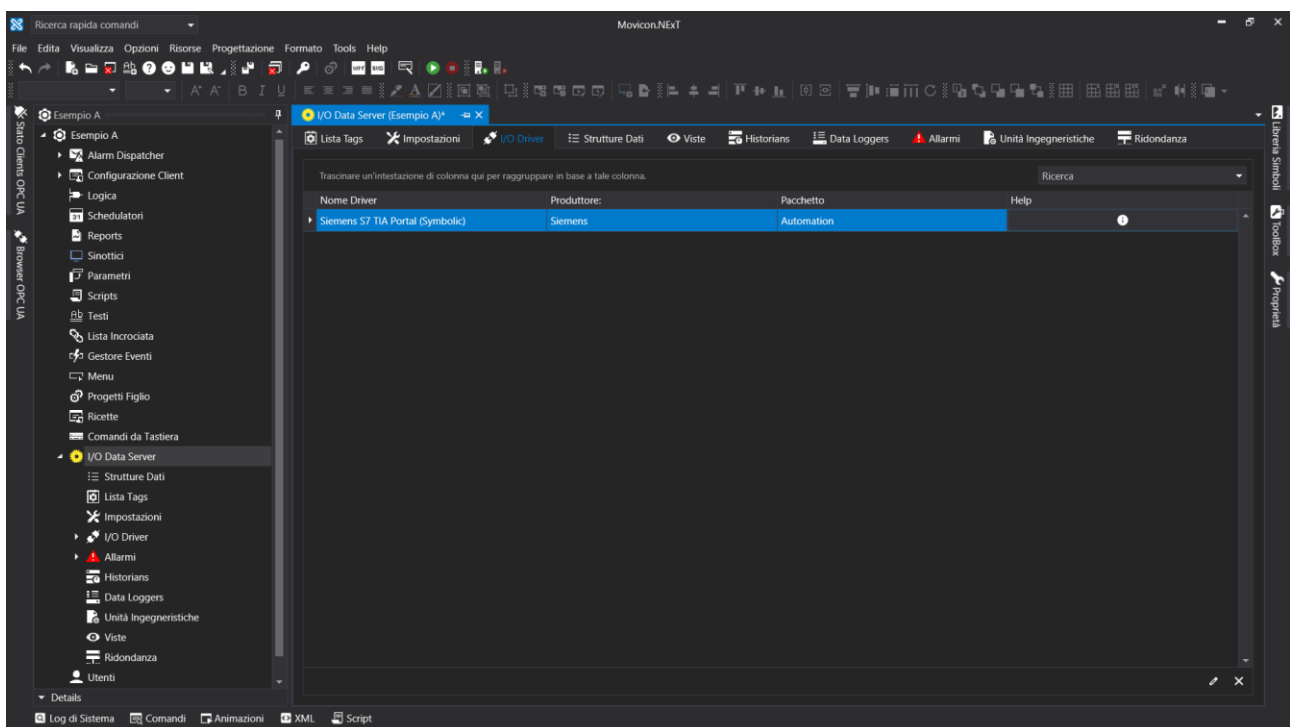 Ricerca rapida comandi
Movicon.NExT
File Edita Visualizza Opzioni Risorse Progettazione Formato Tools Help
A A B I U
Esempio A
I/O Data Server (Esempio A)*
Stato Clients OPC UA
Browser OPC UA
Esempio A
Alarm Dispatcher
Configurazione Client
Logica
Schedulatori
Reports
Sinottici
Parametri
Scripts
Testi
Lista Incrociata
Gestore Eventi
Menu
Progetti Figlio
Ricette
Comandi da Tastiera
I/O Data Server
Strutture Dati
Lista Tags
Impostazioni
I/O Driver
Allarmi
Historians
Data Loggers
Unità Ingegneristiche
Viste
Ridondanza
Utenti
Details
Lista Tags Impostazioni I/O Driver Strutture Dati Viste Historians Data Loggers Allarmi Unità Ingegneristiche Ridondanza
Trascinare un'intestazione di colonna qui per raggruppare in base a tale colonna.
Ricerca
Nome Driver Produttore: Pacchetto Help
Siemens S7 TIA Portal (Symbolic) Siemens Automation
Libreria Simboli
ToolBox
Proprietà
Log di Sistema Comandi Animazioni XML Script